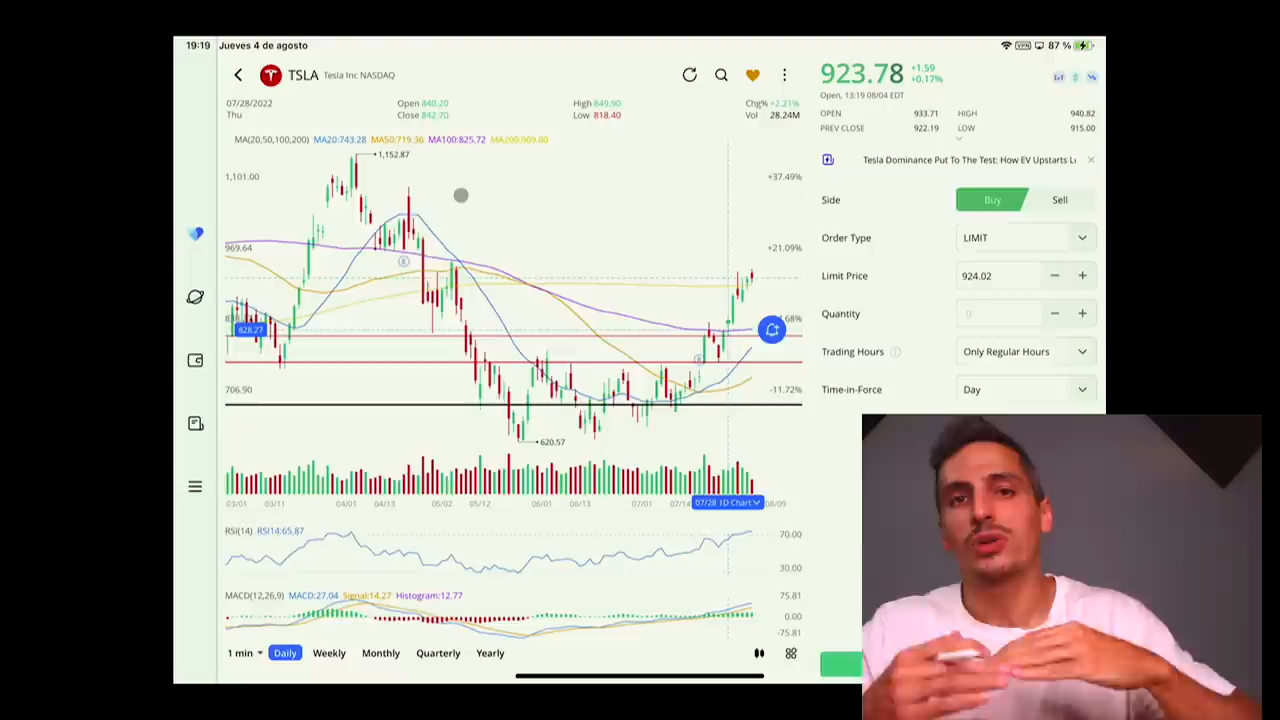 19:19 Jueves 4 de agosto
VPN 87 %
TSLA Tesla Inc NASDAQ
923.78 +1.59
+0.17%
Open, 13:19 08/04 EDT
07/28/2022 Open 840.20 High 849.90 Chg% +2.21%
Thu Close 842.70 Low 818.40 Vol 28.24M
OPEN 933.71 HIGH 940.82
PREV CLOSE 922.19 LOW 915.00
MA(20,50,100,200) MA20:743.28 MA50:719.36 MA100:825.72 MA200:909.00
1,152.87
Tesla Dominance Put To The Test: How EV Upstarts
1,101.00 +37.49%
Side Buy Sell
Order Type LIMIT
969.64 +21.09%
Limit Price 924.02
Quantity 0
828.27
Trading Hours Only Regular Hours
706.90 -11.72%
Time-in-Force Day
620.57
03/01 03/11 04/01 04/13 05/02 05/12 06/01 06/13 07/01 07/14 07/28 1D Chart 08/09
RSI(14) RSI14:65.87 70.00
30.00
MACD(12,26,9) MACD:27.04 Signal:14.27 Histogram:12.77 75.81
0.00
-75.81
1 min Daily Weekly Monthly Quarterly Yearly